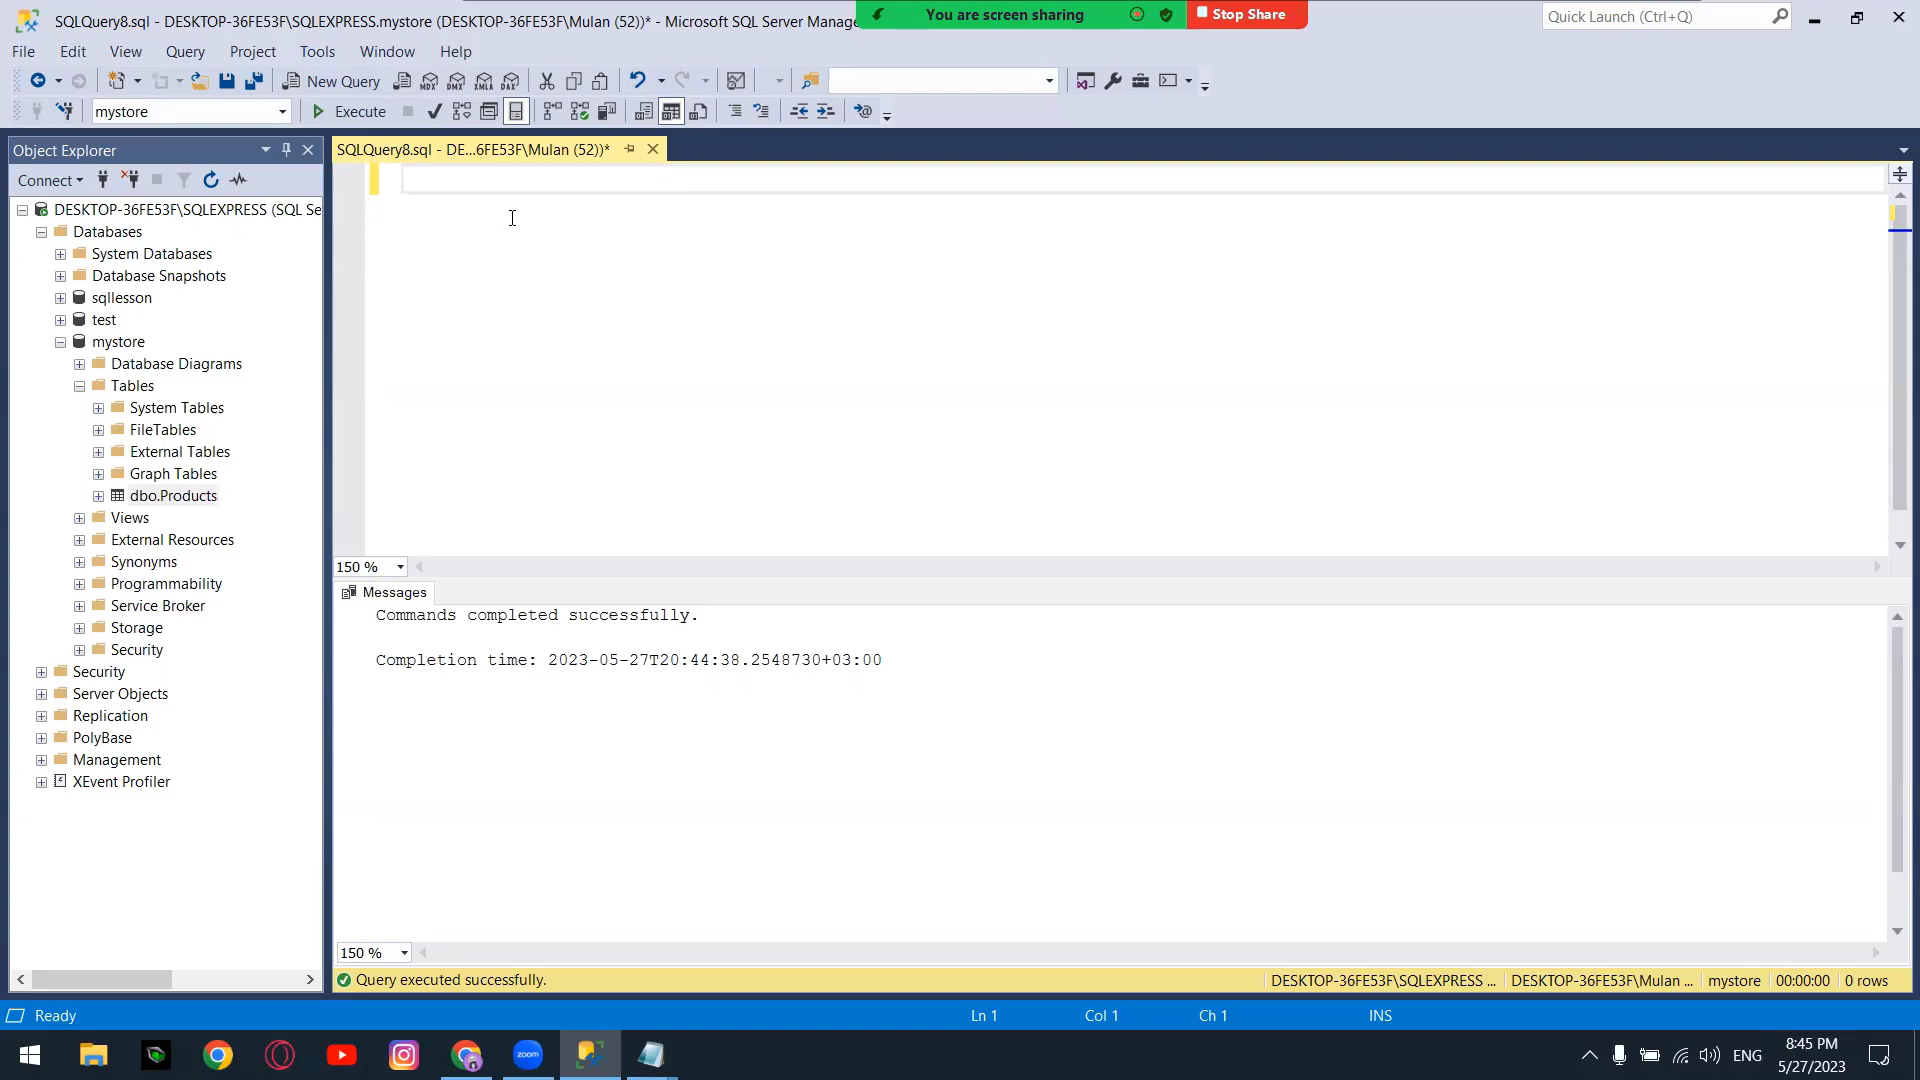 SQLQuery8.sql - DESKTOP-36FE53F\SQLEXPRESS.mystore (DESKTOP-36FE53F\Mulan (52))* - Microsoft SQL Server Manage
You are screen sharing
Stop Share
Quick Launch (Ctrl+Q)
File Edit View Query Project Tools Window Help
New Query
MDX DMX XMLA DAX
mystore
Execute
Object Explorer
SQLQuery8.sql - DE...6FE53F\Mulan (52))*
Connect
DESKTOP-36FE53F\SQLEXPRESS (SQL Se
Databases
System Databases
Database Snapshots
sqllesson
test
mystore
Database Diagrams
Tables
System Tables
FileTables
External Tables
Graph Tables
dbo.Products
Views
External Resources
Synonyms
Programmability
Service Broker
Storage
Security
Security
Server Objects
Replication
PolyBase
Management
XEvent Profiler
150 %
Messages
Commands completed successfully.
Completion time: 2023-05-27T20:44:38.2548730+03:00
150 %
Query executed successfully.
DESKTOP-36FE53F\SQLEXPRESS ... DESKTOP-36FE53F\Mulan ... mystore 00:00:00 0 rows
Ready
Ln 1 Col 1 Ch 1 INS
zoom
ENG
8:45 PM
5/27/2023